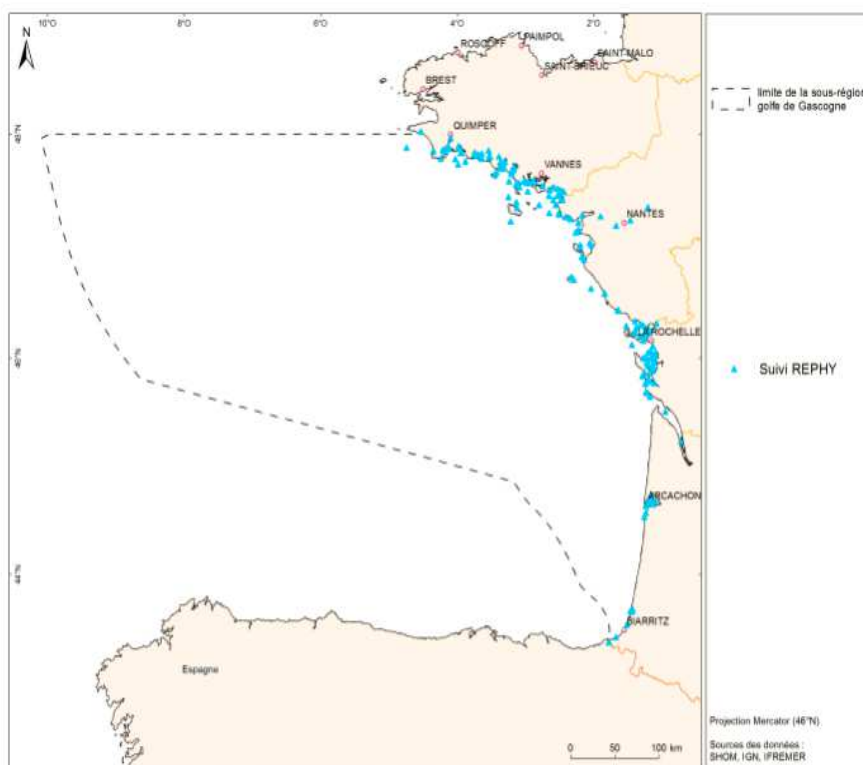 10°O
8°O
6°O
4°O
2°O
N
ROSCOFF
PAIMPOL
SAINT-MALO
SAINT-BRIEUC
BREST
limite de la sous-région
golfe de Gascogne
48°N
QUIMPER
VANNES
NANTES
46°N
LA ROCHELLE
Suivi REPHY
ARCACHON
44°N
BIARRITZ
Espagne
Projection Mercator (46°N)
Sources des données :
SHOM, IGN, IFREMER
0 50 100 km